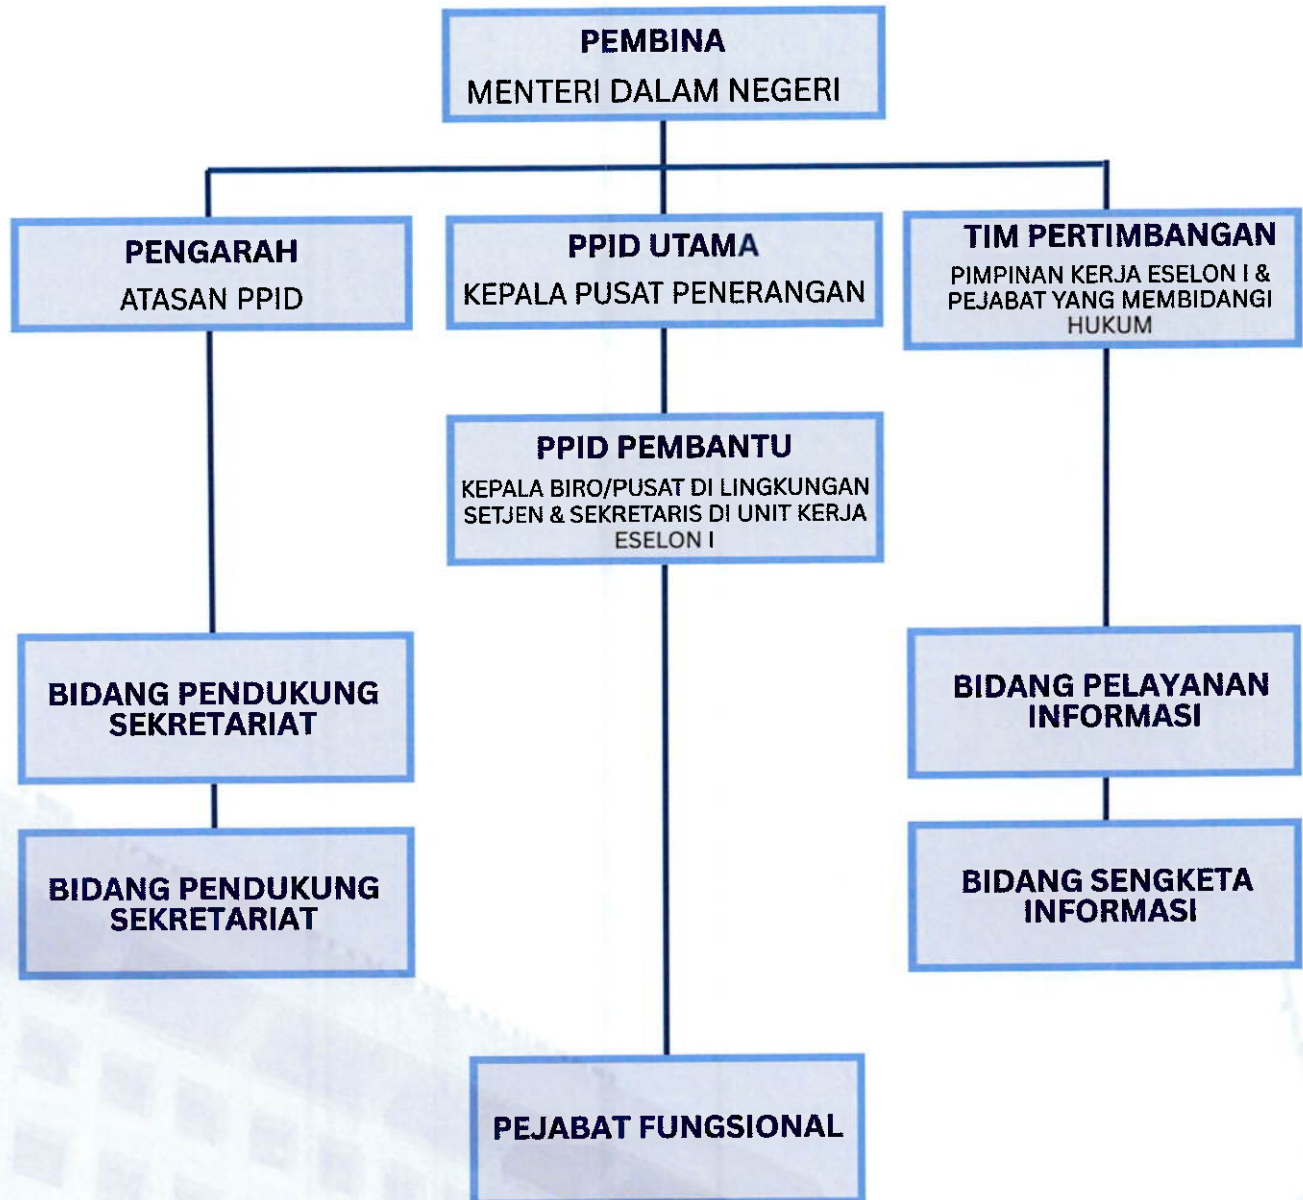 PEMBINA
MENTERI DALAM NEGERI
PENGARAH
ATASAN PPID
PPID UTAMA
KEPALA PUSAT PENERANGAN
TIM PERTIMBANGAN
PIMPINAN KERJA ESELON I &
PEJABAT YANG MEMBIDANGI
HUKUM
PPID PEMBANTU
KEPALA BIRO/PUSAT DI LINGKUNGAN
SETJEN & SEKRETARIS DI UNIT KERJA
ESELON I
BIDANG PENDUKUNG
SEKRETARIAT
BIDANG PELAYANAN
INFORMASI
BIDANG PENDUKUNG
SEKRETARIAT
BIDANG SENGKETA
INFORMASI
PEJABAT FUNGSIONAL